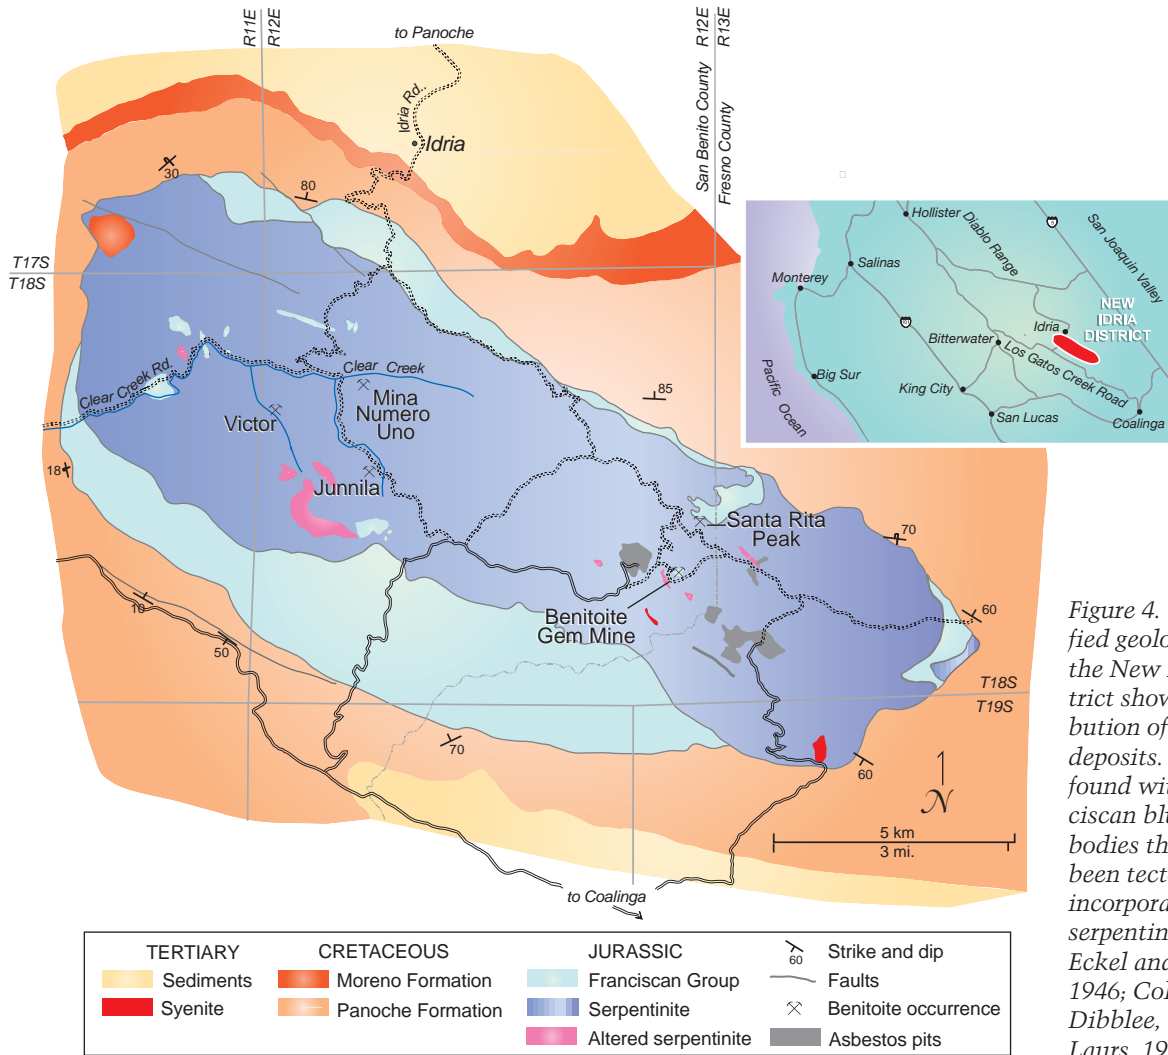 R11E
R12E
to Panoche
R12E
R13E
San Benito County
Fresno County
Idria Rd.
Idria
30
80
T17S
T18S
Hollister
Diablo Range
5
San Joaquin Valley
Salinas
Monterey
NEW
IDRIA
DISTRICT
Idria
101
Bitterwater
Los Gatos Creek Road
Big Sur
King City
Pacific Ocean
San Lucas
Coalinga
Clear Creek Rd.
Clear Creek
Mina
Numero
Uno
Victor
85
18
Junnila
Santa Rita
Peak
70
Benitoite
Gem Mine
10
50
60
T18S
T19S
70
60
N
5 km
3 mi.
to Coalinga
Figure 4.
fied geolo
the New
trict show
bution of
deposits.
found wit
ciscan blu
bodies th
been tect
incorpora
serpentin
Eckel and
1946; Col
Dibblee,
Laurs, 19
TERTIARY
CRETACEOUS
JURASSIC
60
Strike and dip
Sediments
Moreno Formation
Franciscan Group
Faults
Syenite
Panoche Formation
Serpentinite
Benitoite occurrence
Altered serpentinite
Asbestos pits